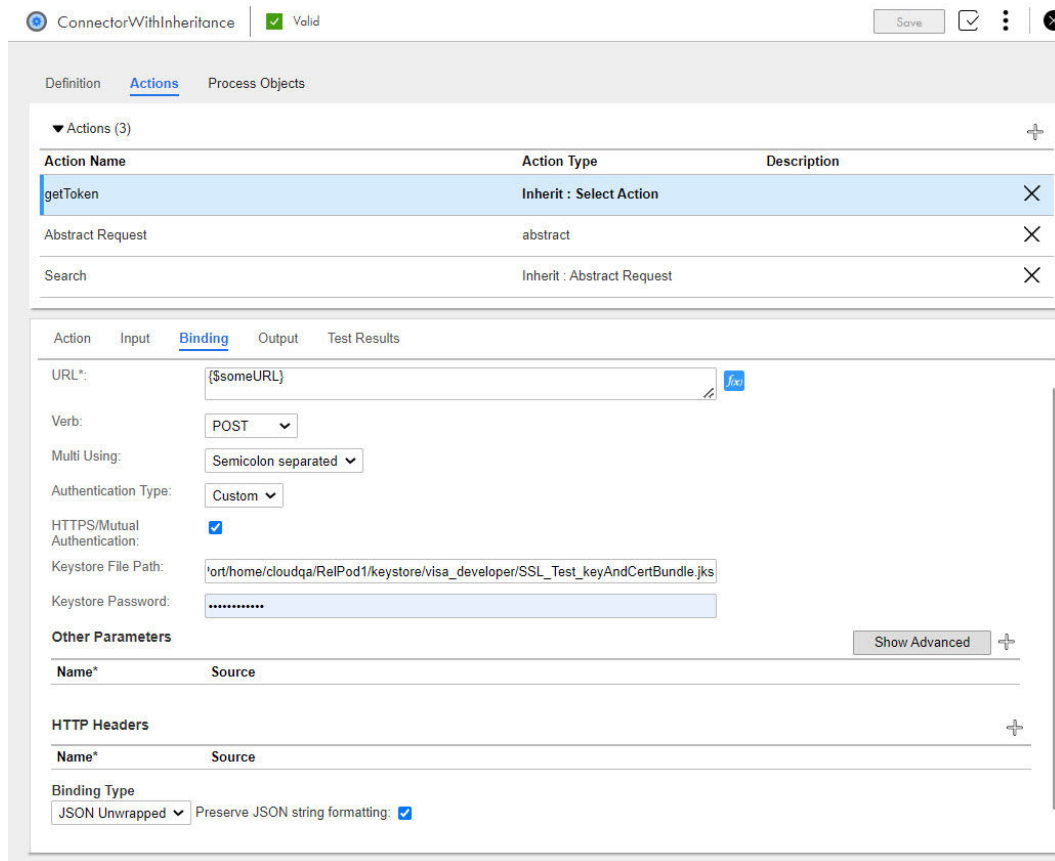 ConnectorWithInheritance Valid Save
Definition Actions Process Objects
Actions (3)
Action Name Action Type Description
getToken Inherit : Select Action
Abstract Request abstract
Search Inherit : Abstract Request
Action Input Binding Output Test Results
URL*: {$someURL} f(x)
Verb: POST
Multi Using: Semicolon separated
Authentication Type: Custom
HTTPS/Mutual
Authentication:
Keystore File Path: ort/home/cloudqa/RelPod1/keystore/visa_developer/SSL_Test_keyAndCertBundle.jks
Keystore Password: ••••••••••••
Other Parameters Show Advanced
Name* Source
HTTP Headers
Name* Source
Binding Type
JSON Unwrapped Preserve JSON string formatting: